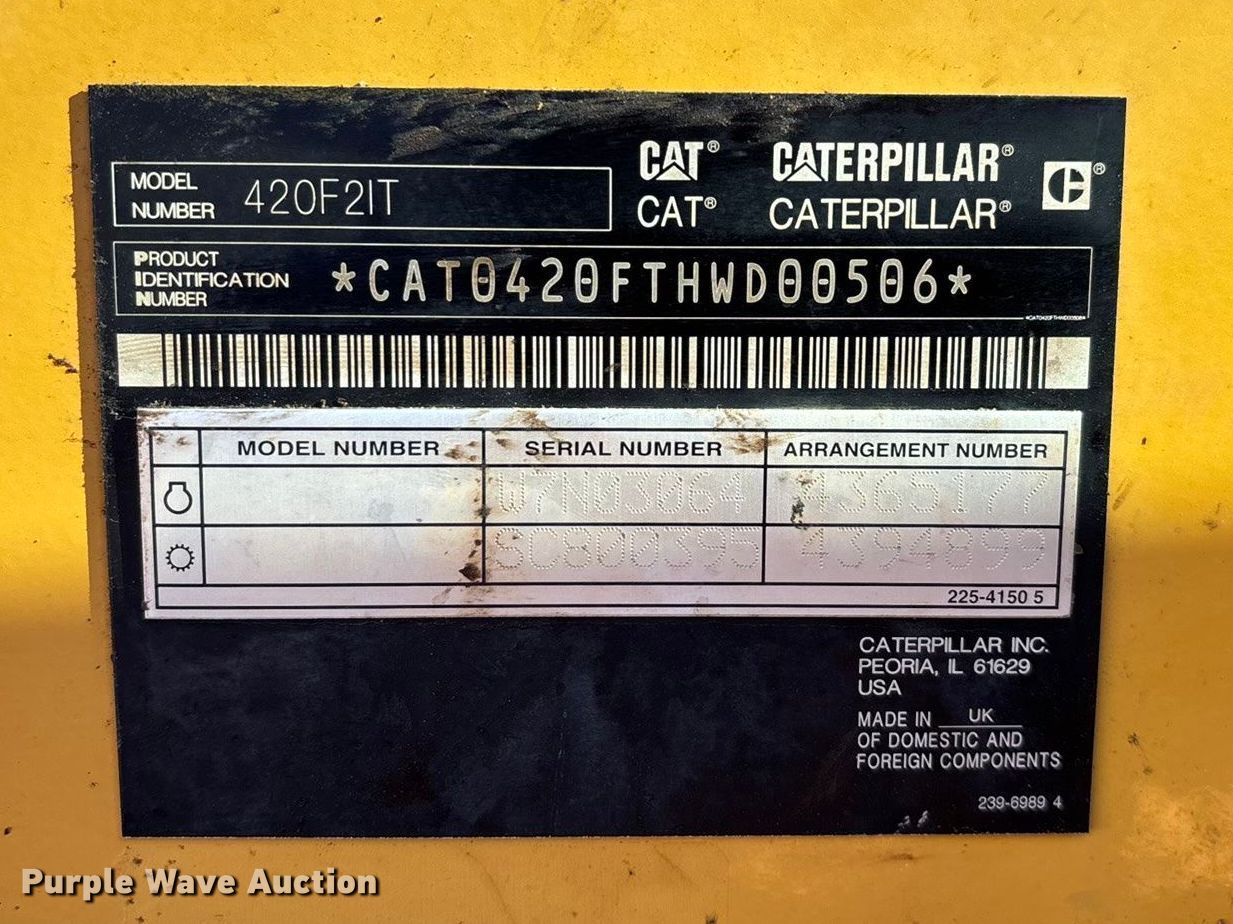 CAT® CATERPILLAR®
MODEL NUMBER 420F2IT
CAT® CATERPILLAR®
PRODUCT IDENTIFICATION NUMBER *CAT0420FTHWD00506*
*CAT0420FTHWD00506*
MODEL NUMBER SERIAL NUMBER ARRANGEMENT NUMBER
W7N03064 4365177
SC800395 4394899
225-4150 5
CATERPILLAR INC.
PEORIA, IL 61629
USA
MADE IN UK
OF DOMESTIC AND
FOREIGN COMPONENTS
239-6989 4
Purple Wave Auction